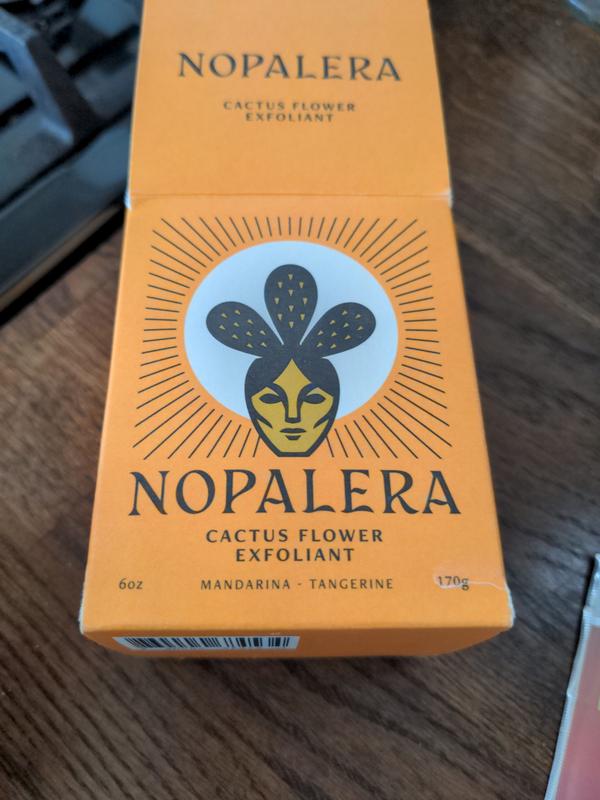 NOPALERA
CACTUS FLOWER
EXFOLIANT
NOPALERA
CACTUS FLOWER
EXFOLIANT
6oz MANDARINA - TANGERINE 170g